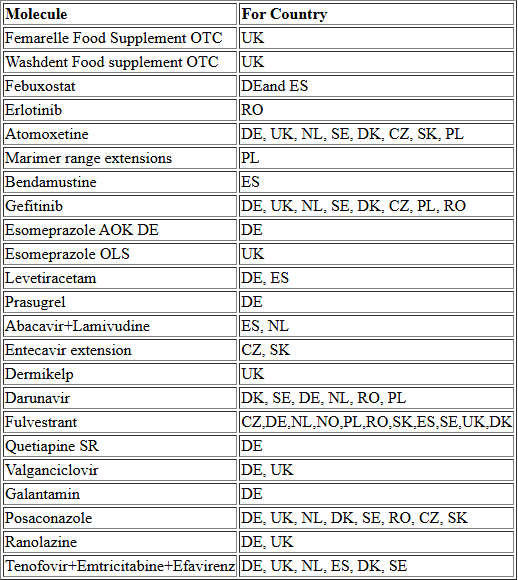 Molecule For Country
Femarelle Food Supplement OTC UK
Washdent Food supplement OTC UK
Febuxostat DEand ES
Erlotinib RO
Atomoxetine DE, UK, NL, SE, DK, CZ, SK, PL
Marimer range extensions PL
Bendamustine ES
Gefitinib DE, UK, NL, SE, DK, CZ, PL, RO
Esomeprazole AOK DE DE
Esomeprazole OLS UK
Levetiracetam DE, ES
Prasugrel DE
Abacavir+Lamivudine ES, NL
Entecavir extension CZ, SK
Dermikelp UK
Darunavir DK, SE, DE, NL, RO, PL
Fulvestrant CZ,DE,NL,NO,PL,RO,SK,ES,SE,UK,DK
Quetiapine SR DE
Valganciclovir DE, UK
Galantamin DE
Posaconazole DE, UK, NL, DK, SE, RO, CZ, SK
Ranolazine DE, UK
Tenofovir+Emtricitabine+Efavirenz DE, UK, NL, ES, DK, SE